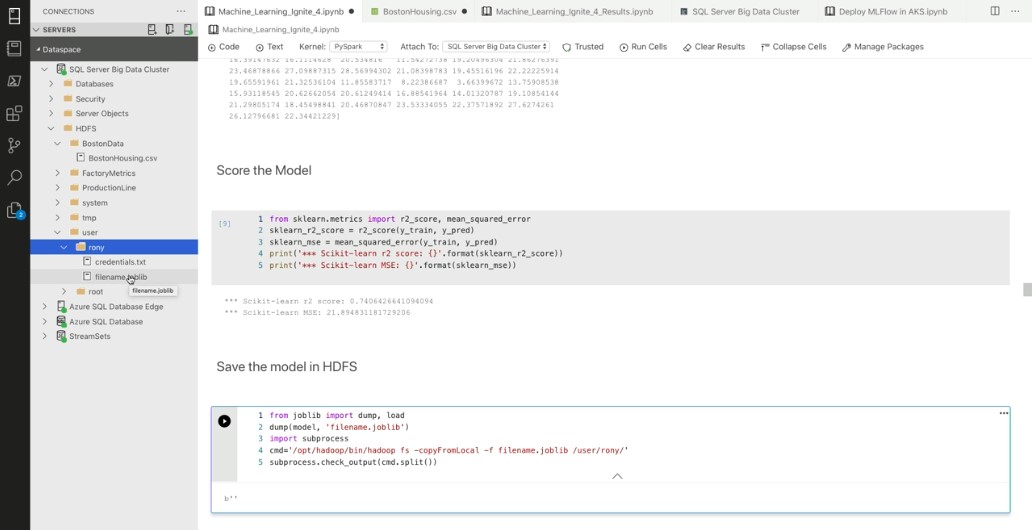 CONNECTIONS
SERVERS
Dataspace
SQL Server Big Data Cluster
Databases
Security
Server Objects
HDFS
BostonData
BostonHousing.csv
FactoryMetrics
ProductionLine
system
tmp
user
rony
credentials.txt
filename.joblib
filename.joblib
root
Azure SQL Database Edge
Azure SQL Database
StreamSets
2
Machine_Learning_Ignite_4.ipynb
BostonHousing.csv
Machine_Learning_Ignite_4_Results.ipynb
SQL Server Big Data Cluster
Deploy MLFlow in AKS.ipynb
Machine_Learning_Ignite_4.ipynb
Code Text Kernel: PySpark Attach To: SQL Server Big Data Cluster Trusted Run Cells Clear Results Collapse Cells Manage Packages
23.46878866 27.09887315 28.56994302 21.08398783 19.45516196 22.22225914
19.65591961 21.32536104 11.85583717 8.22386687 3.66399672 13.75908538
15.93118545 20.62662054 20.61249414 16.88541964 14.01320787 19.10854144
21.29805174 18.45498841 20.46870847 23.53334055 22.37571892 27.6274261
26.12796681 22.34421229]
Score the Model
[9]
1 from sklearn.metrics import r2_score, mean_squared_error
2 sklearn_r2_score = r2_score(y_train, y_pred)
3 sklearn_mse = mean_squared_error(y_train, y_pred)
4 print('*** Scikit-learn r2 score: {}'.format(sklearn_r2_score))
5 print('*** Scikit-learn MSE: {}'.format(sklearn_mse))
*** Scikit-learn r2 score: 0.7406426641094094
*** Scikit-learn MSE: 21.894831181729206
Save the model in HDFS
1 from joblib import dump, load
2 dump(model, 'filename.joblib')
3 import subprocess
4 cmd='/opt/hadoop/bin/hadoop fs -copyFromLocal -f filename.joblib /user/rony/'
5 subprocess.check_output(cmd.split())
b''